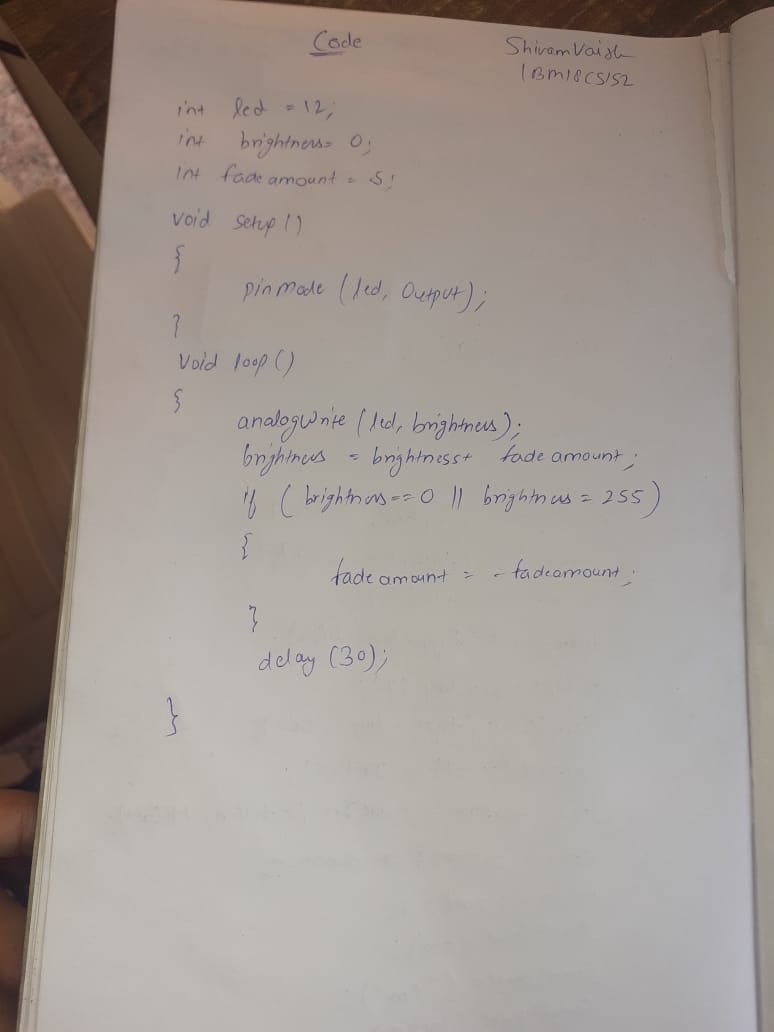 Code
Shivam Vaish
1BM18CS152
int led = 12;
int brightness = 0;
int fade amount = 5;
void setup()
{
pinmode (led, Output);
}
void loop()
{
analogWrite (led, brightness);
brightness = brightness + fade amount;
if ( brightness == 0 || brightness = 255)
{
fade amount = - fadeamount;
}
delay (30);
}